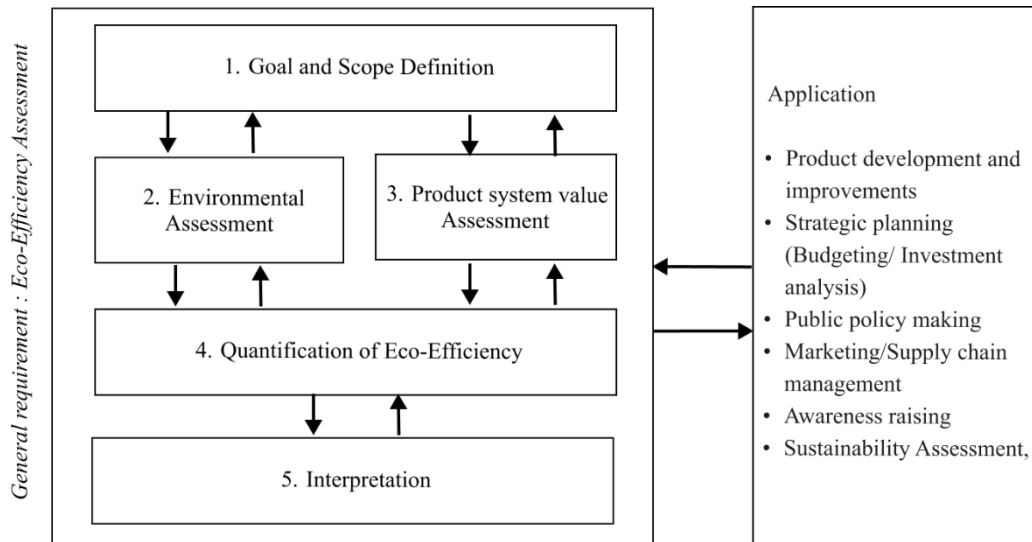 General requirement : Eco-Efficiency Assessment
1. Goal and Scope Definition
2. Environmental
Assessment
3. Product system value
Assessment
4. Quantification of Eco-Efficiency
5. Interpretation
Application
• Product development and
improvements
• Strategic planning
(Budgeting/ Investment
analysis)
• Public policy making
• Marketing/Supply chain
management
• Awareness raising
• Sustainability Assessment,